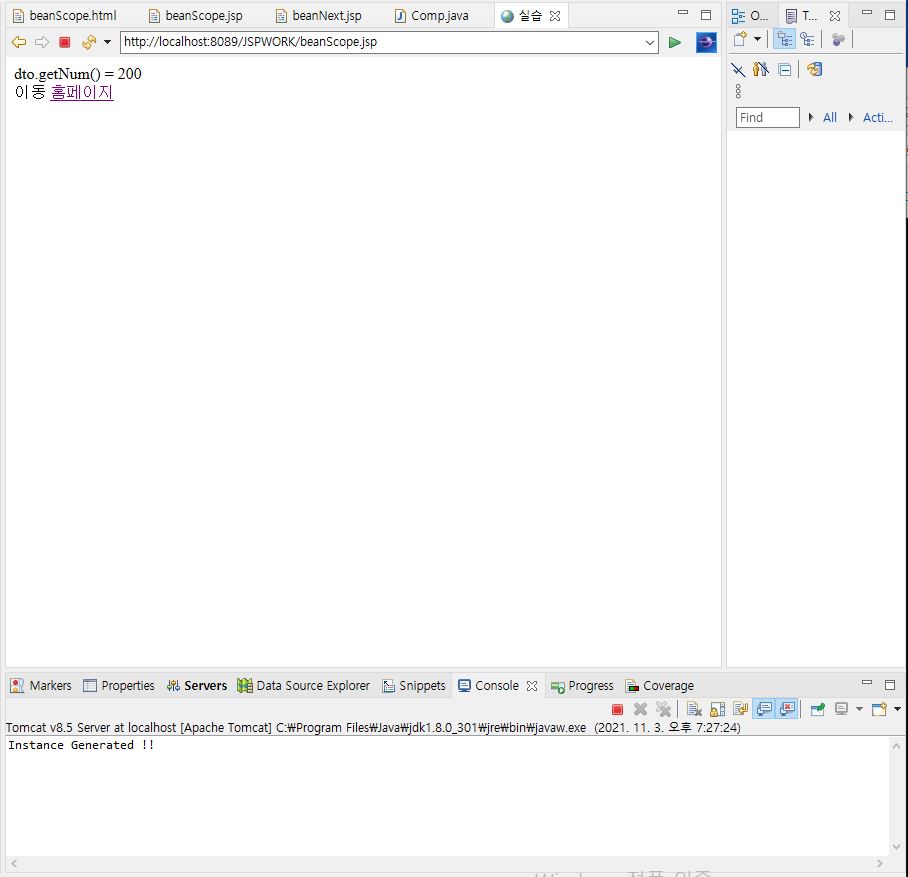 beanScope.html beanScope.jsp beanNext.jsp Comp.java 실습 O... T...
http://localhost:8089/JSPWORK/beanScope.jsp
dto.getNum() = 200
이동 홈페이지
Find All Acti...
Markers Properties Servers Data Source Explorer Snippets Console Progress Coverage
Tomcat v8.5 Server at localhost [Apache Tomcat] C:₩Program Files₩Java₩jdk1.8.0_301₩jre₩bin₩javaw.exe (2021. 11. 3. 오후 7:27:24)
Instance Generated !!